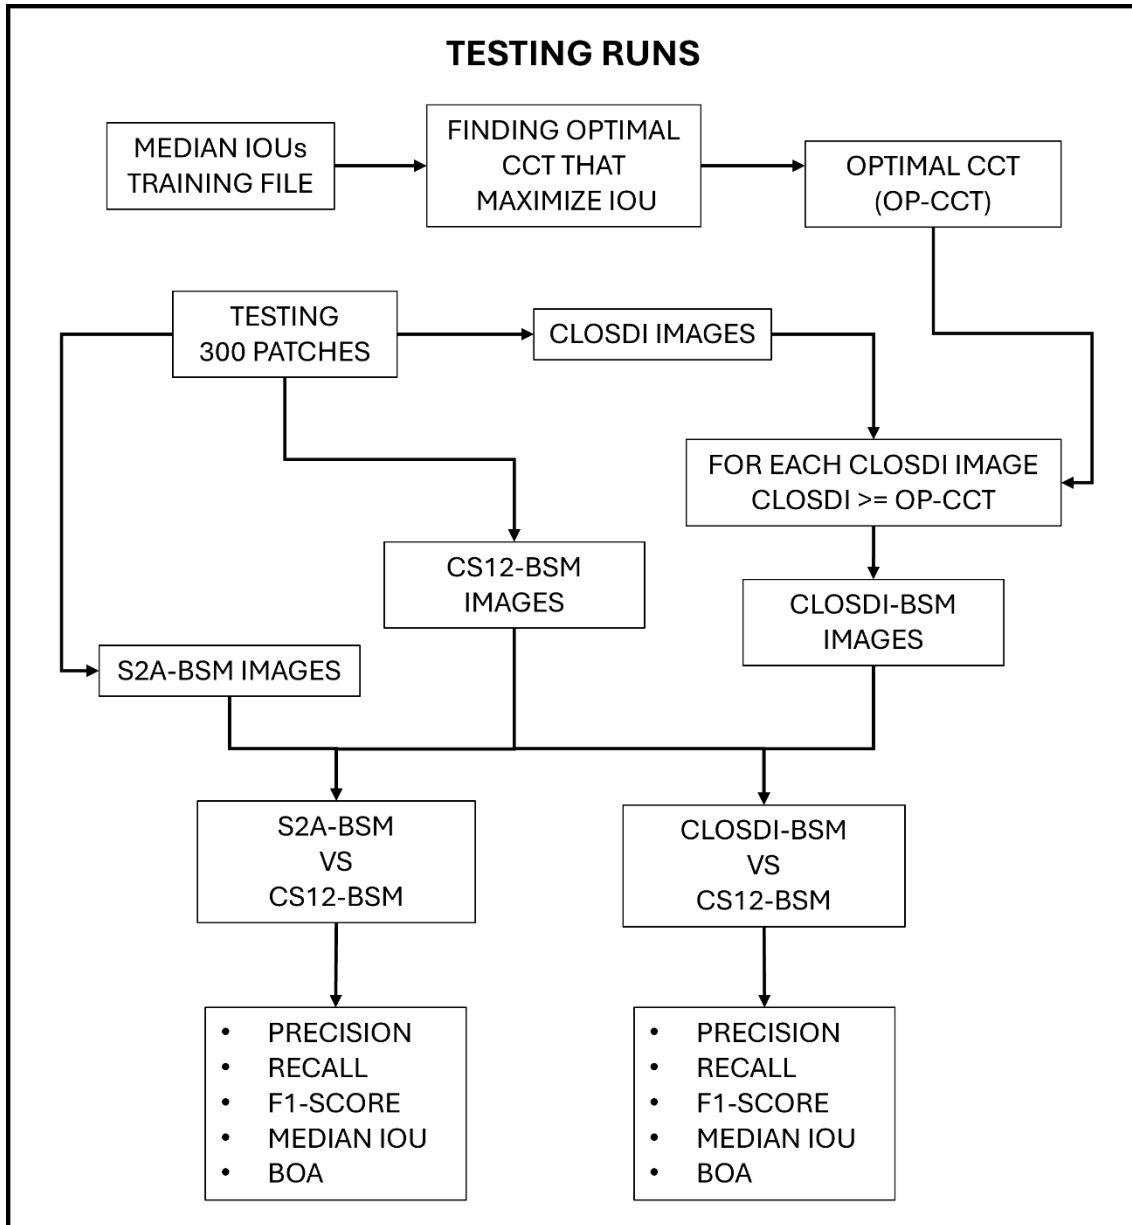 TESTING RUNS
MEDIAN IOUs
TRAINING FILE
FINDING OPTIMAL
CCT THAT
MAXIMIZE IOU
OPTIMAL CCT
(OP-CCT)
TESTING
300 PATCHES
CLOSDI IMAGES
FOR EACH CLOSDI IMAGE
CLOSDI >= OP-CCT
CS12-BSM
IMAGES
CLOSDI-BSM
IMAGES
S2A-BSM IMAGES
S2A-BSM
VS
CS12-BSM
CLOSDI-BSM
VS
CS12-BSM
• PRECISION
• RECALL
• F1-SCORE
• MEDIAN IOU
• BOA
• PRECISION
• RECALL
• F1-SCORE
• MEDIAN IOU
• BOA